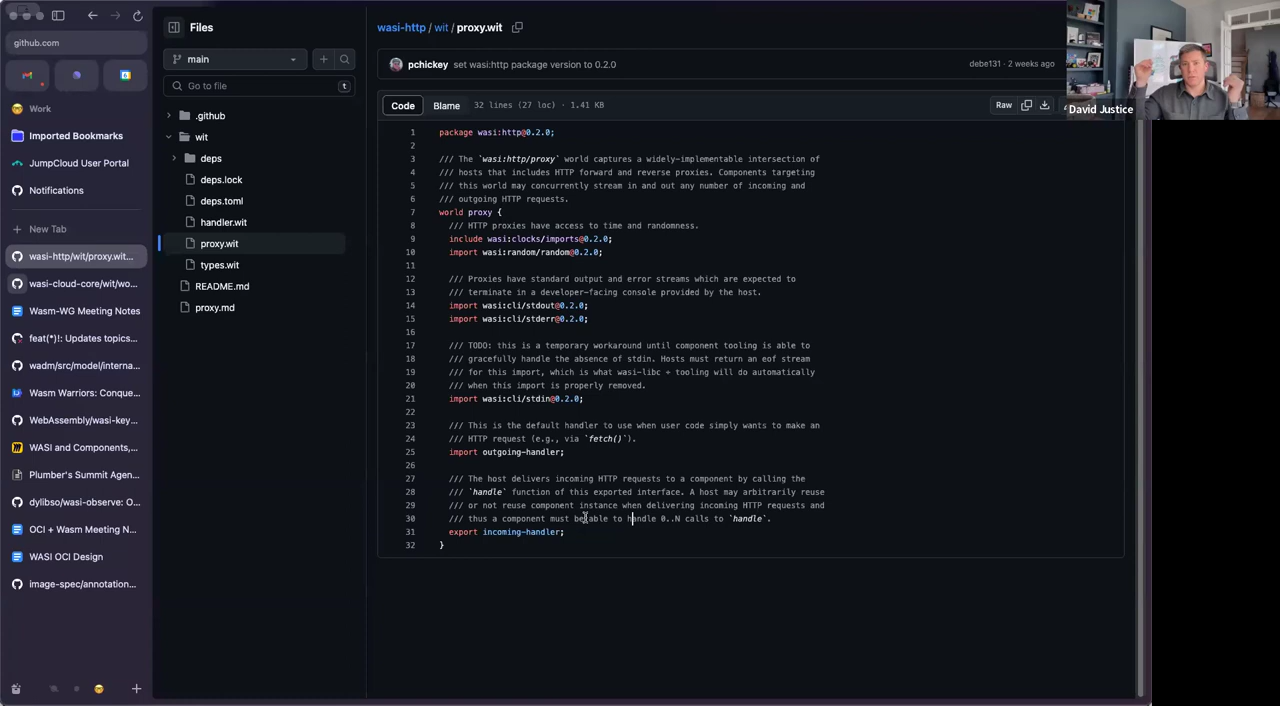 github.com
Work
Imported Bookmarks
JumpCloud User Portal
Notifications
New Tab
wasi-http/wit/proxy.wit...
wasi-cloud-core/wit/wo...
Wasm-WG Meeting Notes
feat(*)!: Updates topics...
wadm/src/model/interna...
Wasm Warriors: Conque...
WebAssembly/wasi-key...
WASI and Components,...
Plumber's Summit Agen...
dylibso/wasi-observe: O...
OCI + Wasm Meeting N...
WASI OCI Design
image-spec/annotation...
Files
main
Go to file t
.github
wit
deps
deps.lock
deps.toml
handler.wit
proxy.wit
types.wit
README.md
proxy.md
wasi-http / wit / proxy.wit
pchickey set wasi:http package version to 0.2.0 debe131 · 2 weeks ago
Code Blame 32 lines (27 loc) · 1.41 KB Raw
1 package wasi:http@0.2.0;
2
3 /// The `wasi:http/proxy` world captures a widely-implementable intersection of
4 /// hosts that includes HTTP forward and reverse proxies. Components targeting
5 /// this world may concurrently stream in and out any number of incoming and
6 /// outgoing HTTP requests.
7 world proxy {
8 /// HTTP proxies have access to time and randomness.
9 include wasi:clocks/imports@0.2.0;
10 import wasi:random/random@0.2.0;
11
12 /// Proxies have standard output and error streams which are expected to
13 /// terminate in a developer-facing console provided by the host.
14 import wasi:cli/stdout@0.2.0;
15 import wasi:cli/stderr@0.2.0;
16
17 /// TODO: this is a temporary workaround until component tooling is able to
18 /// gracefully handle the absence of stdin. Hosts must return an eof stream
19 /// for this import, which is what wasi-libc + tooling will do automatically
20 /// when this import is properly removed.
21 import wasi:cli/stdin@0.2.0;
22
23 /// This is the default handler to use when user code simply wants to make an
24 /// HTTP request (e.g., via `fetch()`).
25 import outgoing-handler;
26
27 /// The host delivers incoming HTTP requests to a component by calling the
28 /// `handle` function of this exported interface. A host may arbitrarily reuse
29 /// or not reuse component instance when delivering incoming HTTP requests and
30 /// thus a component must be able to handle 0..N calls to `handle`.
31 export incoming-handler;
32 }
David Justice